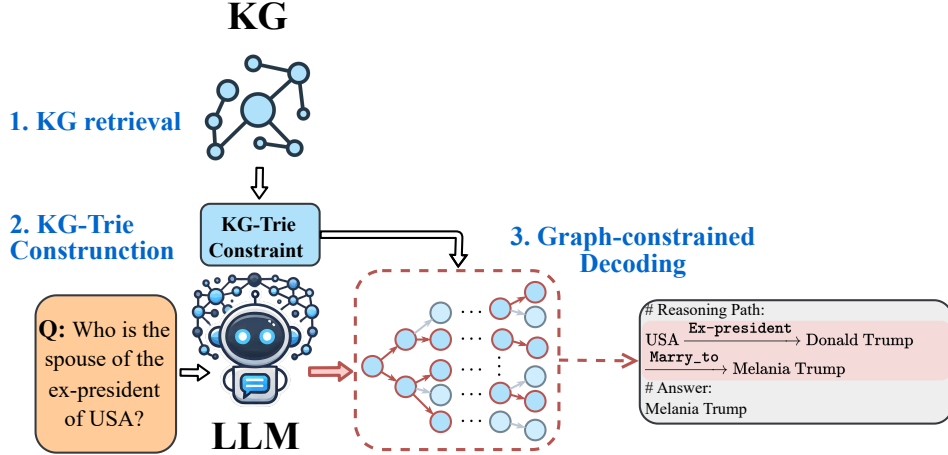 KG
1. KG retrieval
2. KG-Trie
Construnction
KG-Trie
Constraint
3. Graph-constrained
Decoding
Q: Who is the
spouse of the
ex-president
of USA?
LLM
# Reasoning Path:
Ex-president
USA Donald Trump
Marry_to
Melania Trump
# Answer:
Melania Trump